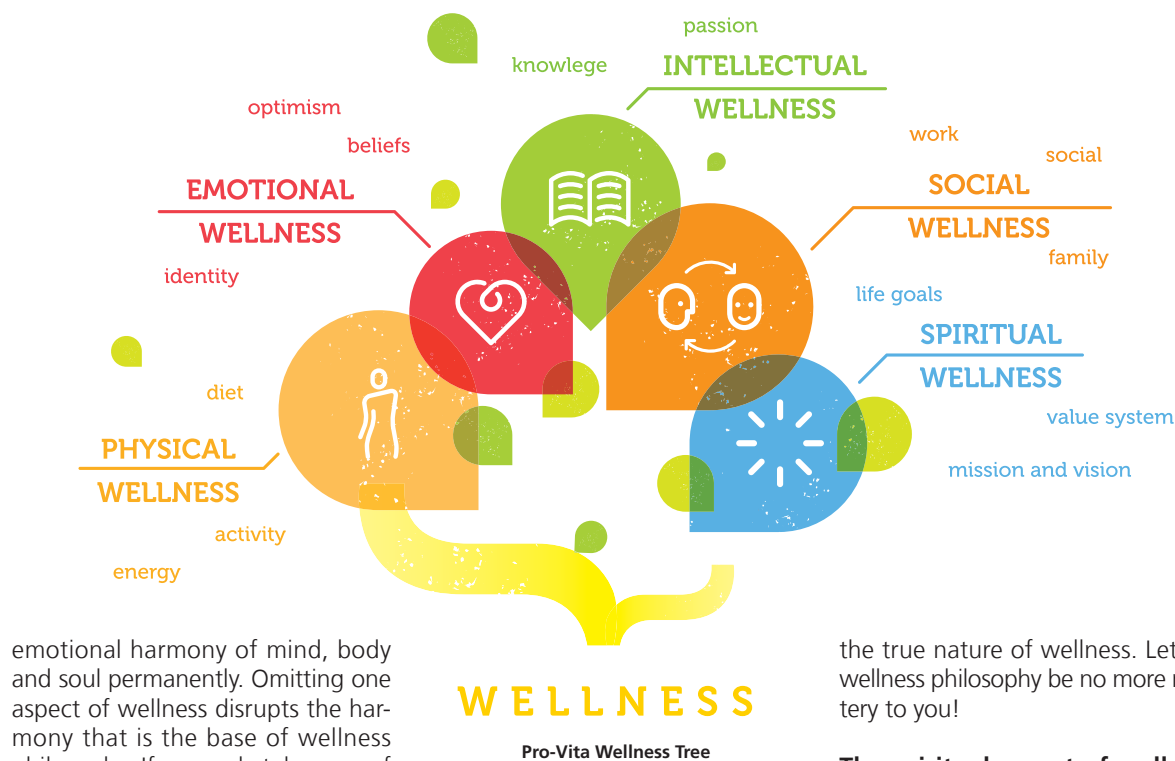 passion
knowlege
INTELLECTUAL
WELLNESS
optimism
beliefs
EMOTIONAL
WELLNESS
identity
work
social
SOCIAL
WELLNESS
family
life goals
SPIRITUAL
WELLNESS
value system
mission and vision
diet
PHYSICAL
WELLNESS
activity
energy
emotional harmony of mind, body
and soul permanently. Omitting one
aspect of wellness disrupts the har-
mony that is the base of wellness
WELLNESS
Pro-Vita Wellness Tree
the true nature of wellness. Let
wellness philosophy be no more
tery to you!